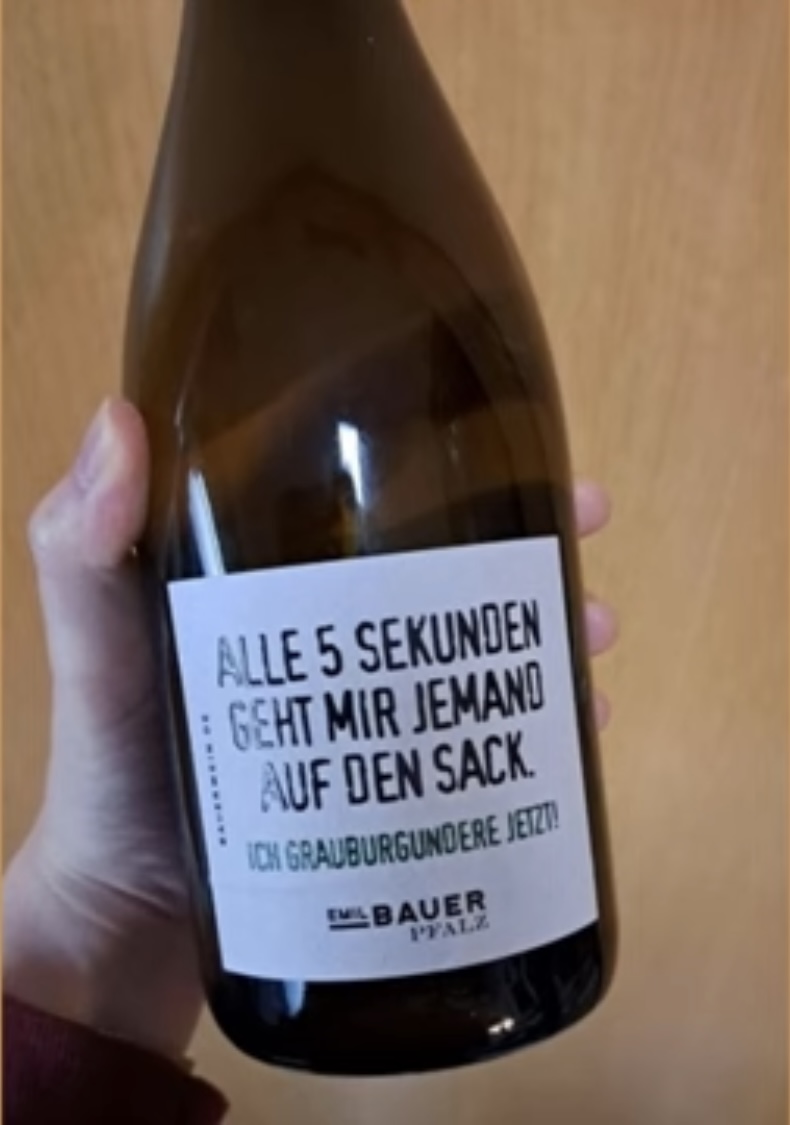 ALLE 5 SEKUNDEN
GEHT MIR JEMAND
AUF DEN SACK.
ICH GRAUBURGUNDERE JETZT!
EMIL BAUER
PFALZ